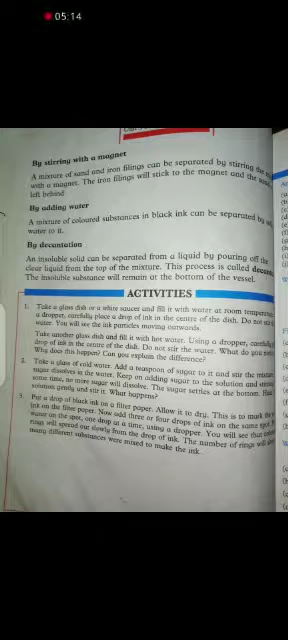 05:14
By stirring with a magnet
A mixture of sand and iron filings can be separated by stirring the
with a magnet. The iron filings will stick to the magnet and the
left behind
By adding water
A mixture of coloured substances in black ink can be separated by
water to it.
By decantation
An insoluble solid can be separated from a liquid by pouring off the
clear liquid from the top of the mixture. This process is called
The insoluble substance will remain at the bottom of the vessel.
ACTIVITIES
1. Take a glass dish or a white saucer and fill it with water at room
a dropper, carefully place a drop of ink in the centre of the dish. Do not
water. You will see the ink particles moving outwards.
Take another glass dish and fill it with hot water. Using a dropper,
drop of ink in the centre of the dish. Do not stir the water. What do you
Why does this happen? Can you explain the difference?
2. Take a glass of cold water. Add a teaspoon of sugar to it and stir the
sugar dissolves in the water. Keep on adding sugar to the solution and
some time, no more sugar will dissolve. The sugar settles at the bottom.
solution gently and stir it. What happens?
3. Put a drop of black ink on a filter paper. Allow it to dry. This is to mark the
ink on the filter paper. Now add three or four drops of ink on the same spot.
water on the spot, one drop at a time, using a dropper. You will see that
rings will spread out slowly from the drop of ink. The number of rings will
many different substances were mixed to make the ink.